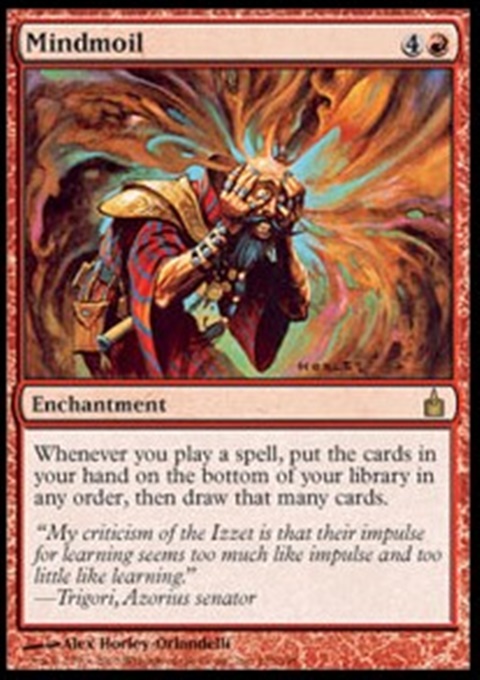 Mindmoil 4
HORLEY
Enchantment
Whenever you play a spell, put the cards in
your hand on the bottom of your library in
any order, then draw that many cards.
“My criticism of the Izzet is that their impulse
for learning seems too much like impulse and too
little like learning.”
—Trigori, Azorius senator
Alex Horley-Orlandelli